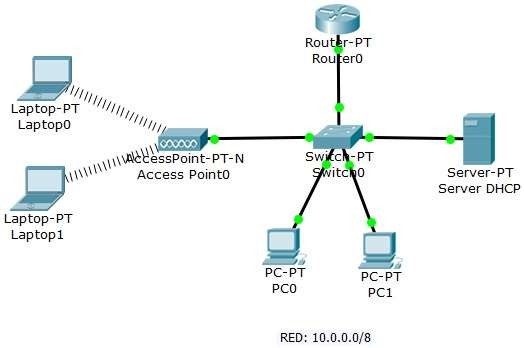 Router-PT
Router0
Laptop-PT
Laptop0
AccessPoint-PT-N
Access Point0
Switch-PT
Switch0
Server-PT
Server DHCP
Laptop-PT
Laptop1
PC-PT
PC0
PC-PT
PC1
RED: 10.0.0.0/8